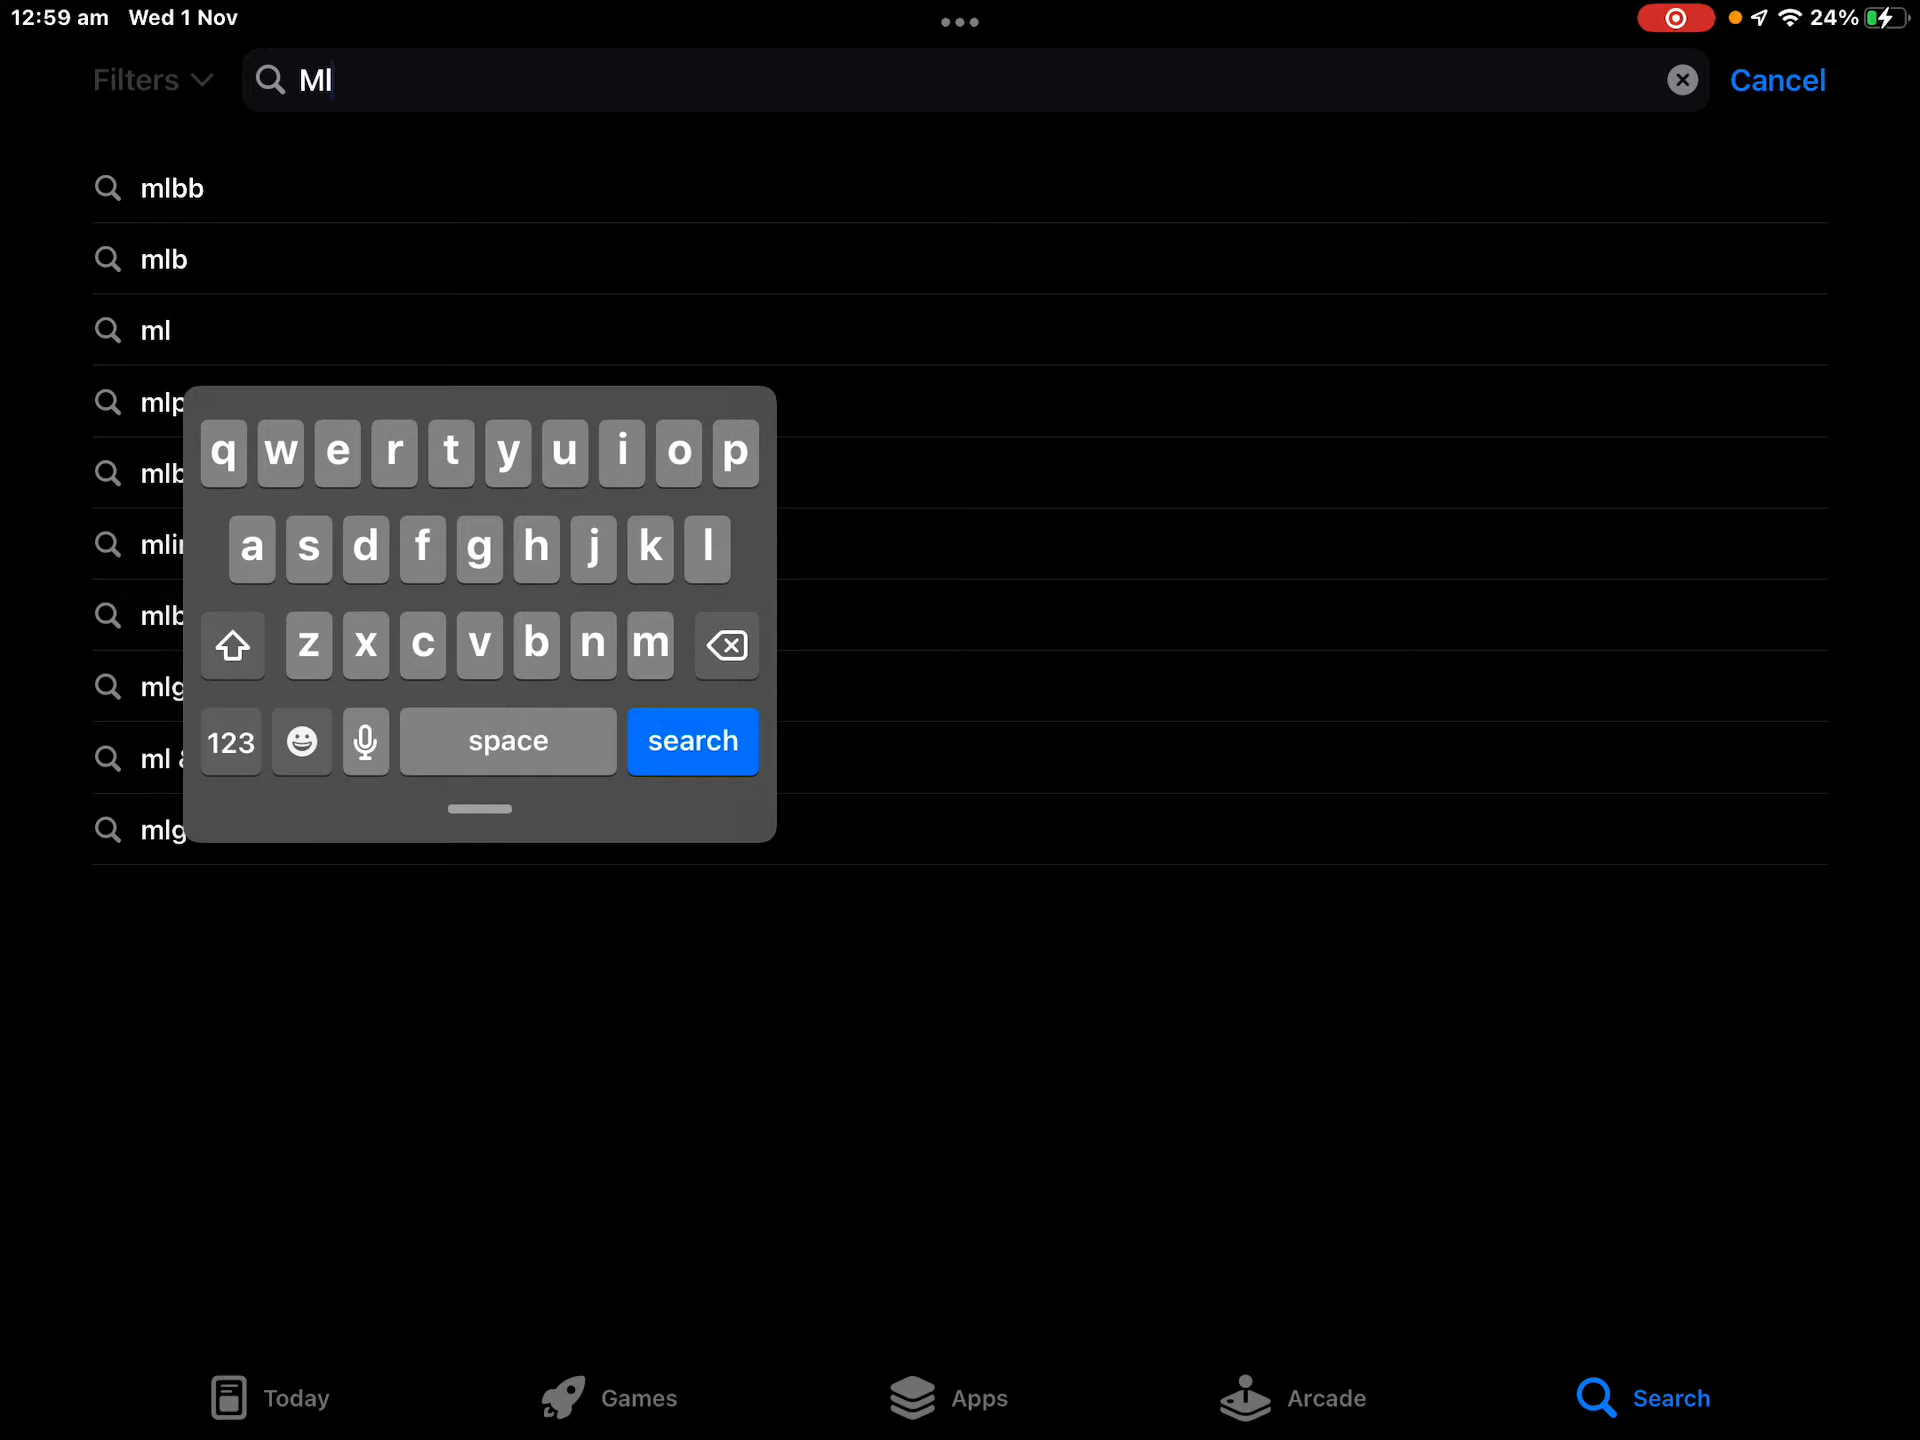 12:59 am Wed 1 Nov
24%
Filters
Ml
Cancel
mlbb
mlb
ml
q w e r t y u i o p
a s d f g h j k l
z x c v b n m
123 space search
Today
Games
Apps
Arcade
Search